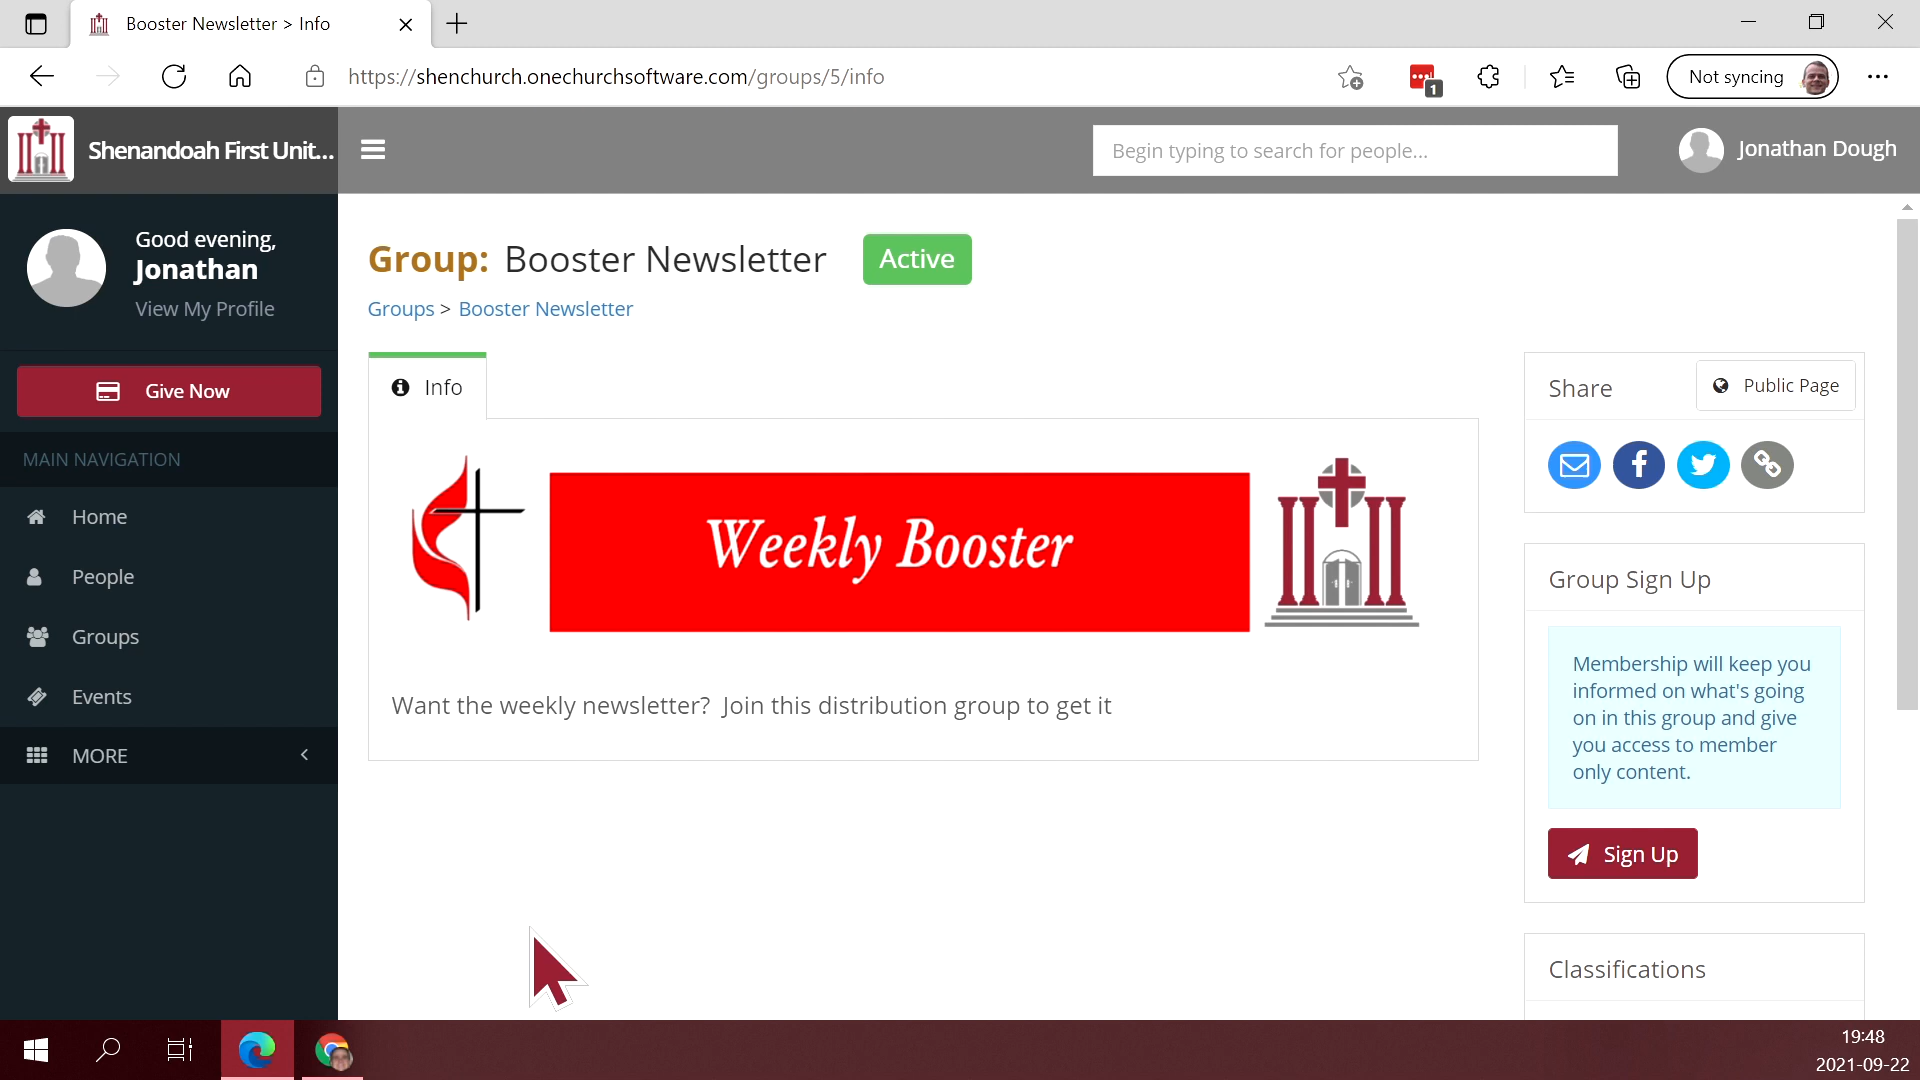 Booster Newsletter > Info
https://shenchurch.onechurchsoftware.com/groups/5/info
1
Not syncing
Shenandoah First Unit...
Begin typing to search for people...
Jonathan Dough
Good evening,
Jonathan
View My Profile
Give Now
MAIN NAVIGATION
Home
People
Groups
Events
MORE
Group: Booster Newsletter
Active
Groups > Booster Newsletter
Info
Weekly Booster
Want the weekly newsletter? Join this distribution group to get it
Share
Public Page
Group Sign Up
Membership will keep you
informed on what's going
on in this group and give
you access to member
only content.
Sign Up
Classifications
19:48
2021-09-22